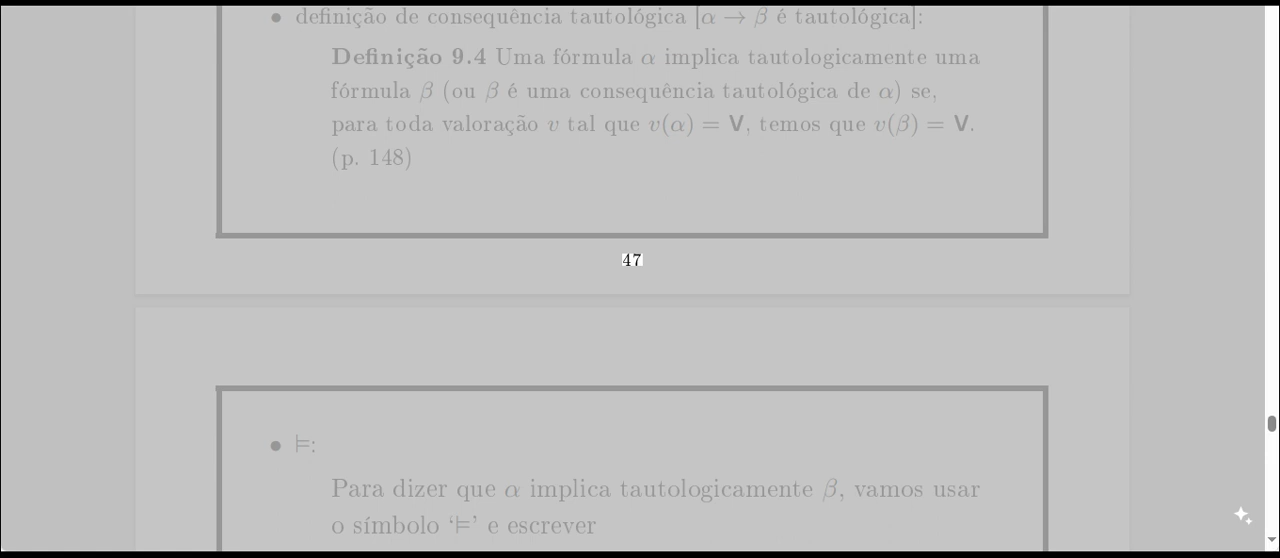 • definição de consequência tautológica [α → β é tautológica]:
Definição 9.4 Uma fórmula α implica tautologicamente uma
fórmula β (ou β é uma consequência tautológica de α) se,
para toda valoração v tal que v(α) = V, temos que v(β) = V.
(p. 148)
47
• ⊨:
Para dizer que α implica tautologicamente β, vamos usar
o símbolo ‘⊨’ e escrever